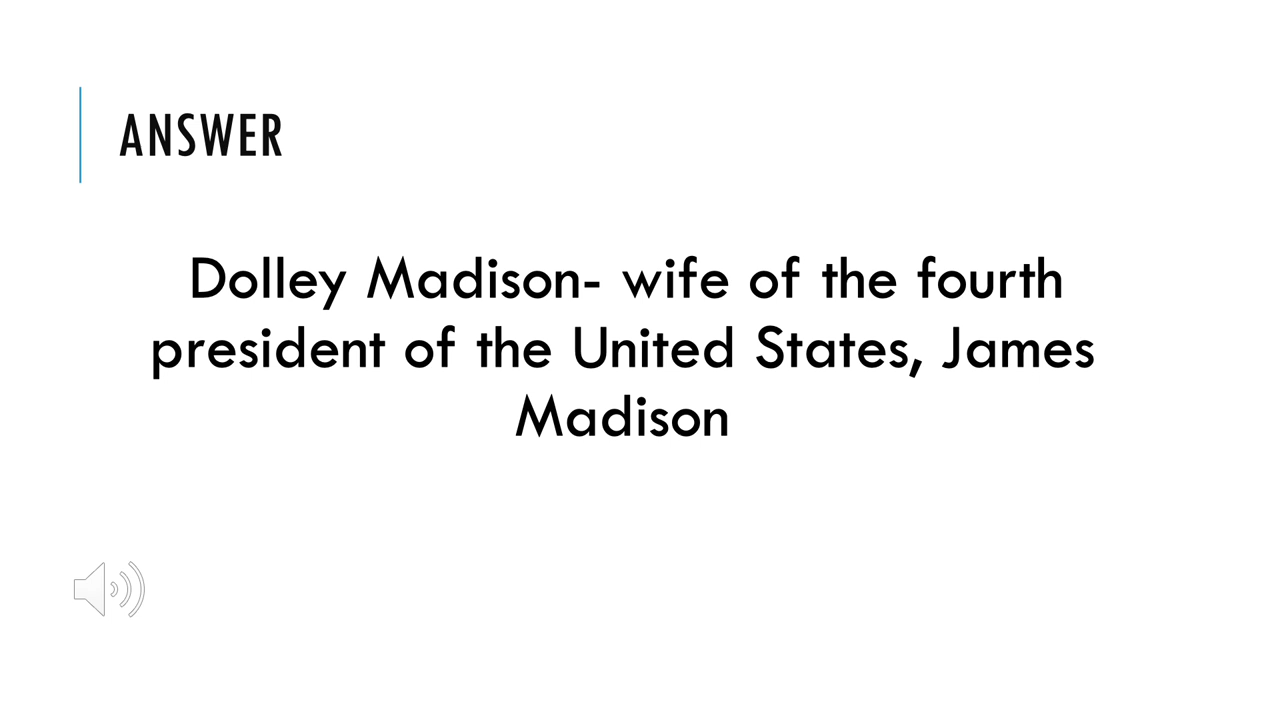 ANSWER
Dolley Madison- wife of the fourth
president of the United States, James
Madison